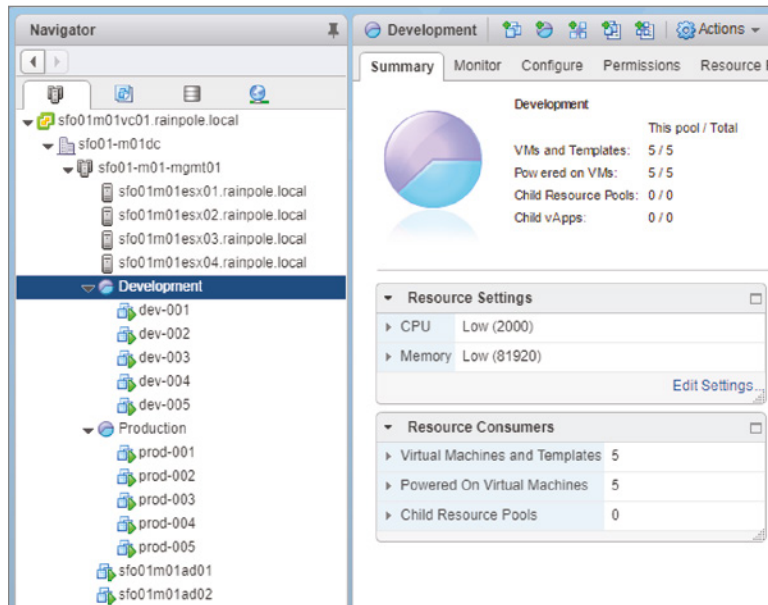 Navigator
sfo01m01vc01.rainpole.local
sfo01-m01dc
sfo01-m01-mgmt01
sfo01m01esx01.rainpole.local
sfo01m01esx02.rainpole.local
sfo01m01esx03.rainpole.local
sfo01m01esx04.rainpole.local
Development
dev-001
dev-002
dev-003
dev-004
dev-005
Production
prod-001
prod-002
prod-003
prod-004
prod-005
sfo01m01ad01
sfo01m01ad02
Development Actions
Summary Monitor Configure Permissions Resource
Development
This pool / Total
VMs and Templates: 5 / 5
Powered on VMs: 5 / 5
Child Resource Pools: 0 / 0
Child vApps: 0 / 0
Resource Settings
CPU Low (2000)
Memory Low (81920)
Edit Settings...
Resource Consumers
Virtual Machines and Templates 5
Powered On Virtual Machines 5
Child Resource Pools 0